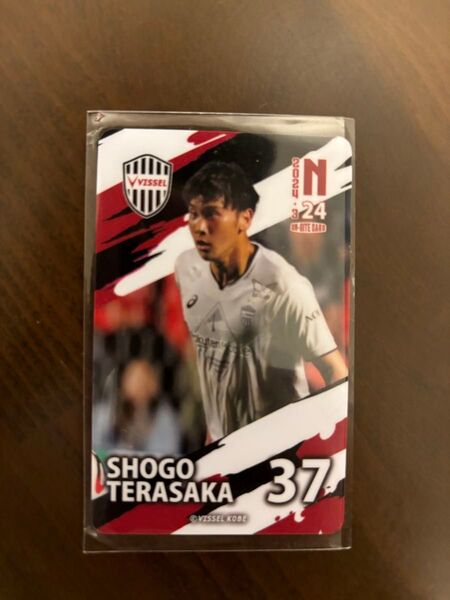 VISSEL
N
2024.3
24
SHOGO
TERASAKA
37
© VISSEL KOBE